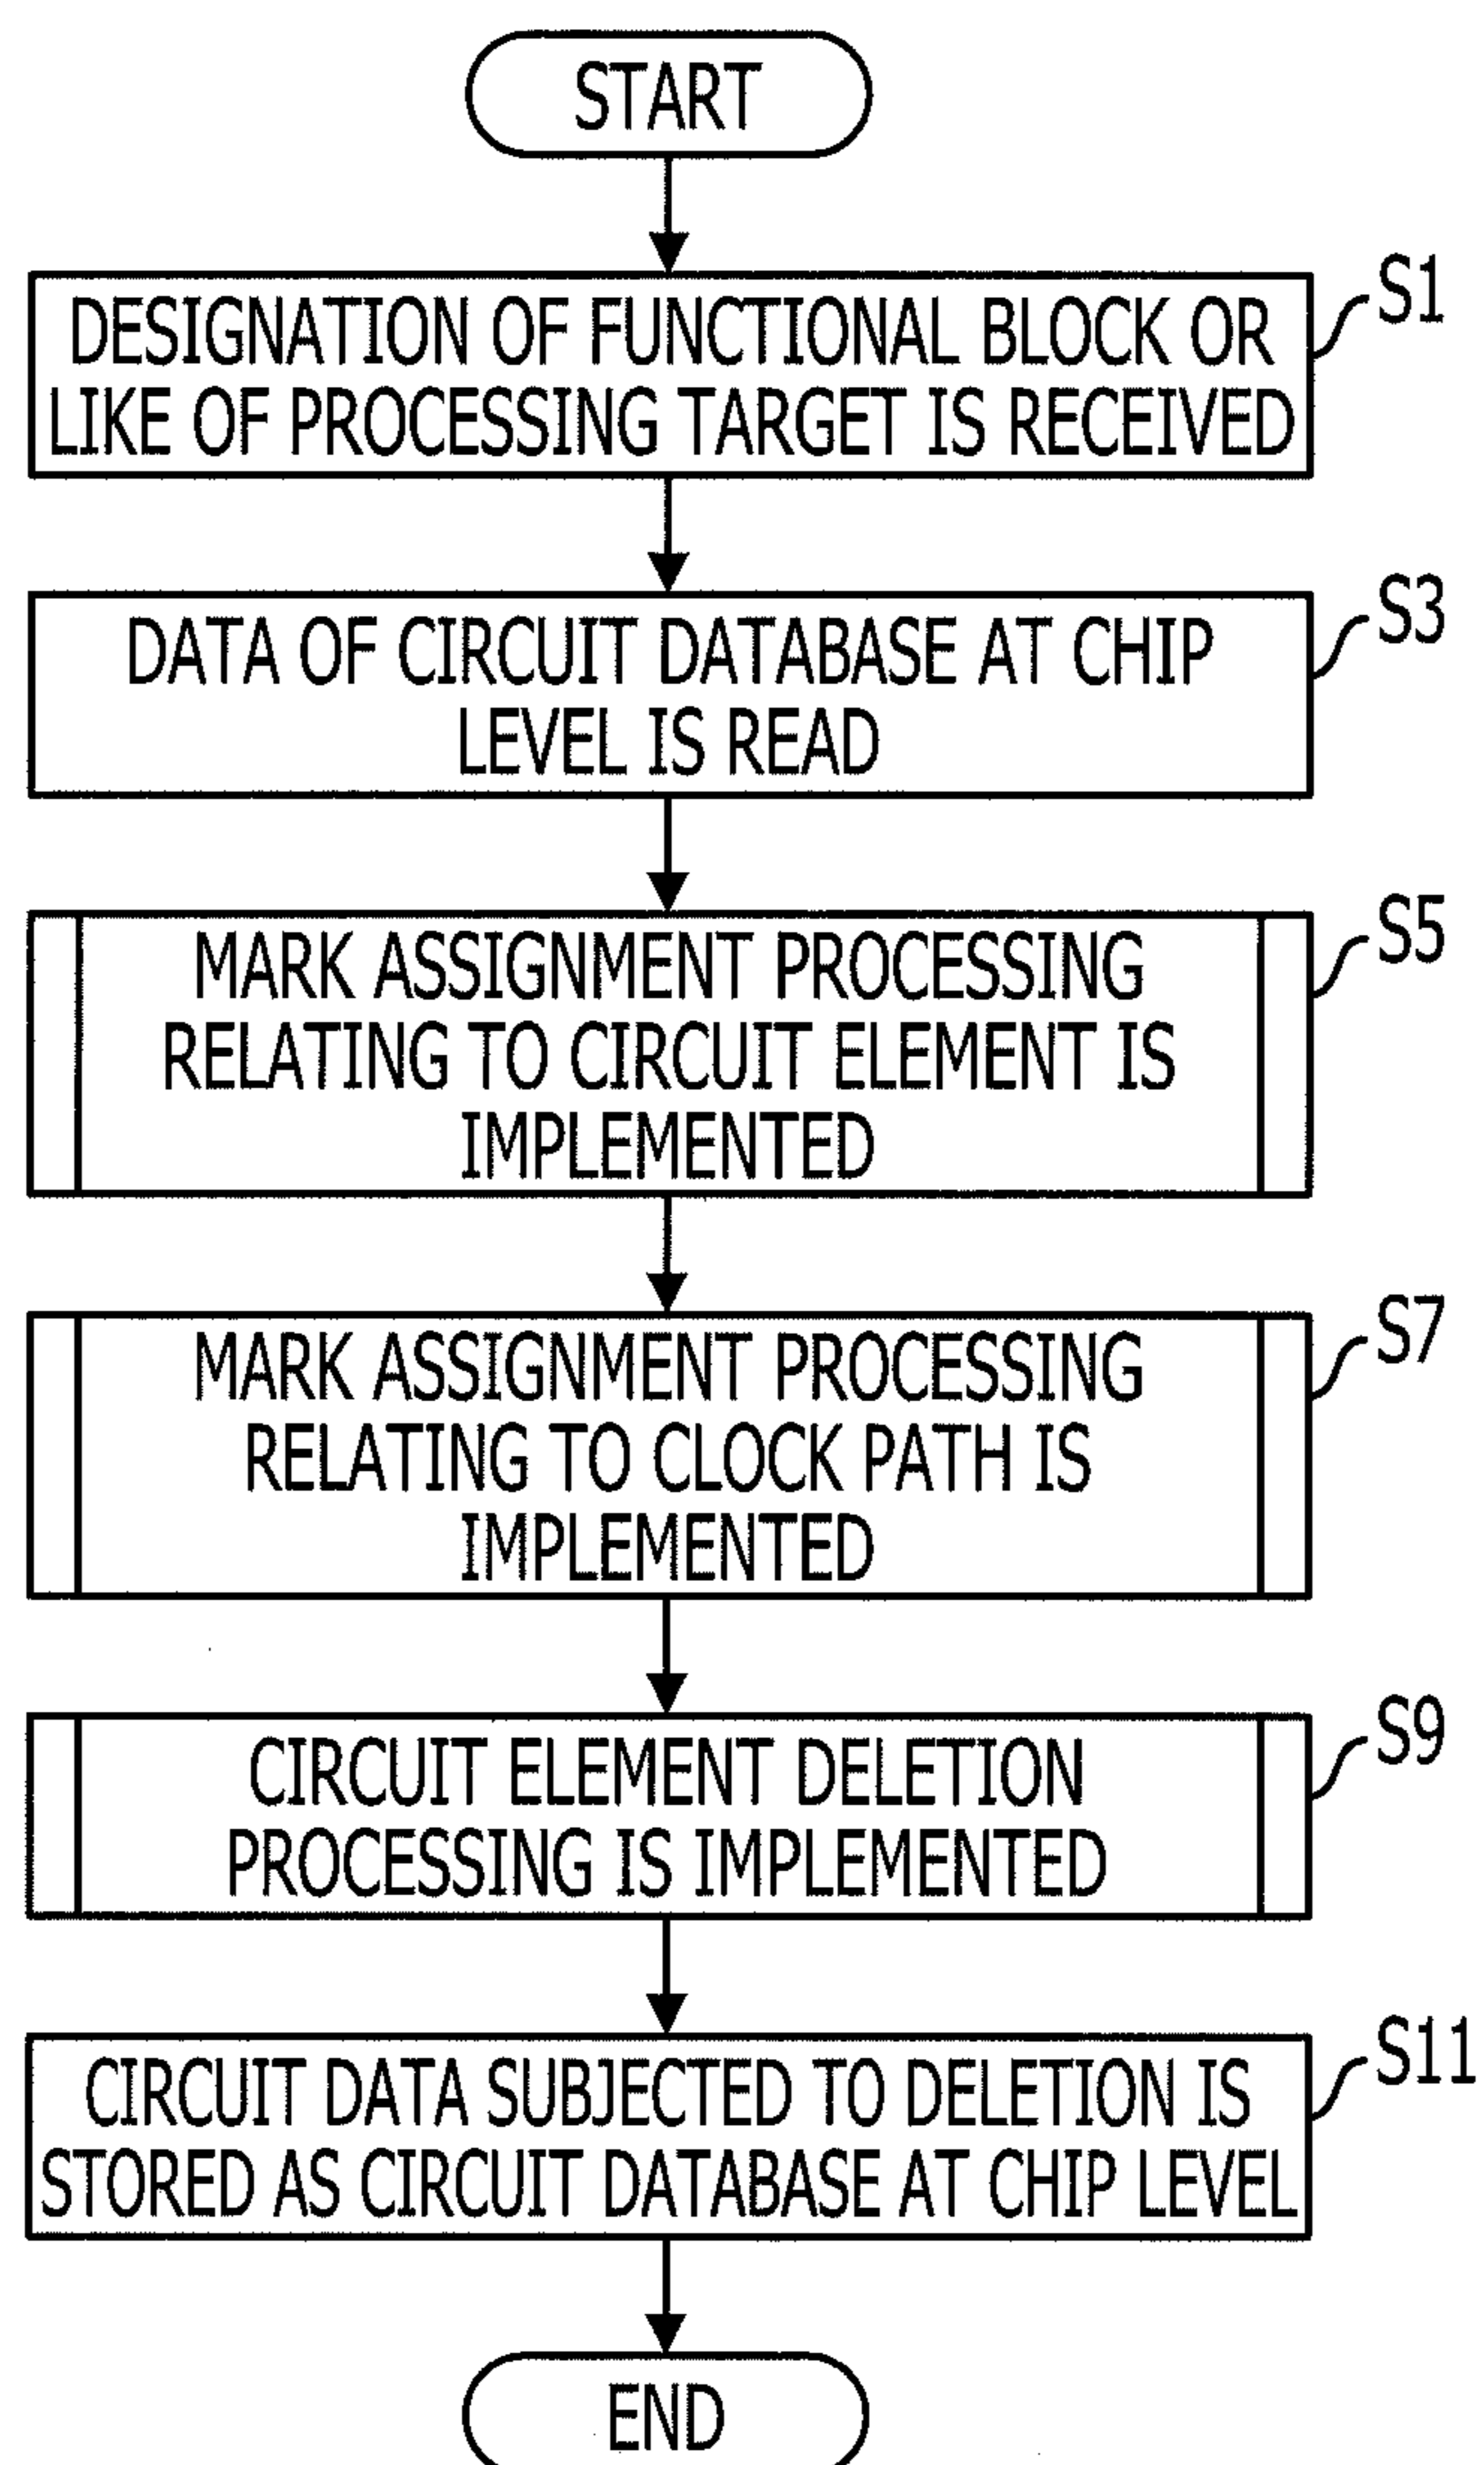 START
S1
DESIGNATION OF FUNCTIONAL BLOCK OR
LIKE OF PROCESSING TARGET IS RECEIVED
S3
DATA OF CIRCUIT DATABASE AT CHIP
LEVEL IS READ
S5
MARK ASSIGNMENT PROCESSING
RELATING TO CIRCUIT ELEMENT IS
IMPLEMENTED
S7
MARK ASSIGNMENT PROCESSING
RELATING TO CLOCK PATH IS
IMPLEMENTED
S9
CIRCUIT ELEMENT DELETION
PROCESSING IS IMPLEMENTED
S11
CIRCUIT DATA SUBJECTED TO DELETION IS
STORED AS CIRCUIT DATABASE AT CHIP LEVEL
END